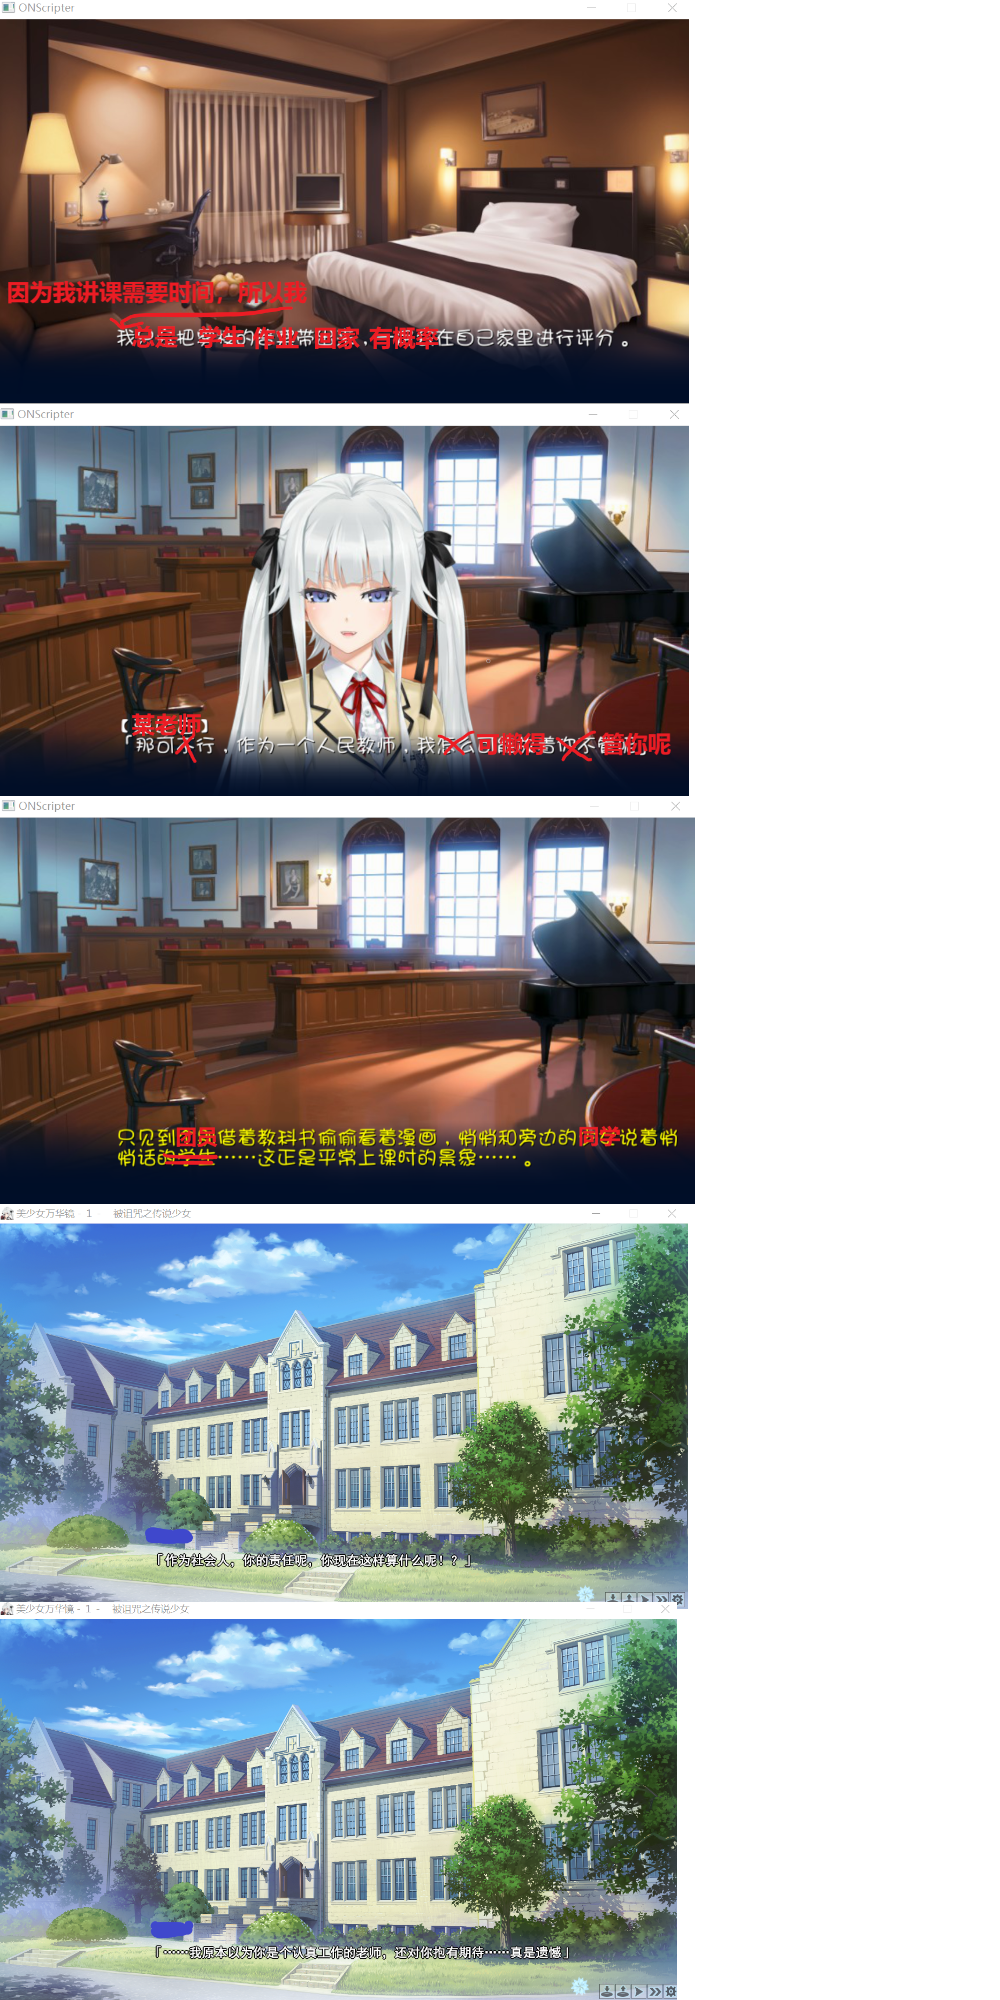 ONScripter
因为我讲课需要时间，所以我
我总是把学生的作业带回家，有概率在自己家里进行评分。
ONScripter
【某老师】
「那可不行，作为一个人民教师，我可懒得管你呢
ONScripter
只见到团员借着教科书偷偷看着漫画，悄悄和旁边的同学说着悄
悄话的学生……这正是平常上课时的景象……。
美少女万华镜 1 被诅咒之传说少女
「作为社会人，你的责任呢，你现在这样算什么呢！？」
美少女万华镜 - 1 - 被诅咒之传说少女
「……我原本以为你是个认真工作的老师，还对你抱有期待……真是遗憾」